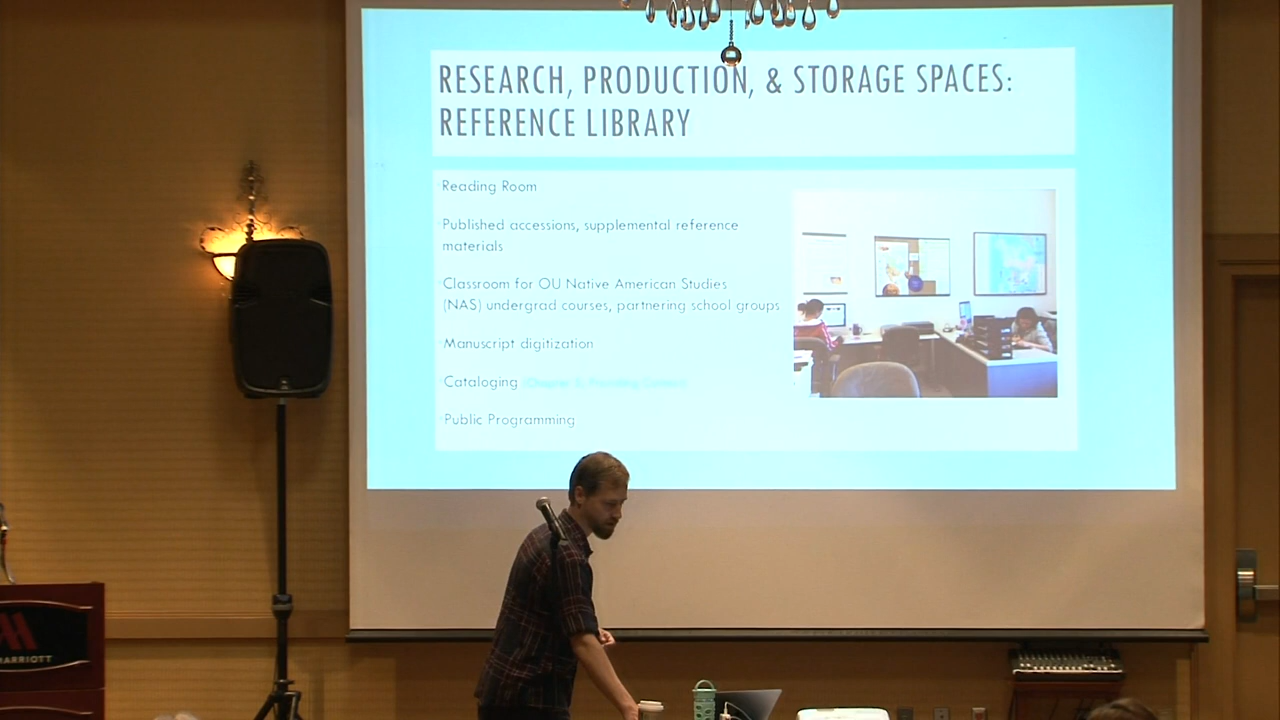 RESEARCH, PRODUCTION, & STORAGE SPACES:
REFERENCE LIBRARY
Reading Room
Published accessions, supplemental reference
materials
Classroom for OU Native American Studies
(NAS) undergrad courses, partnering school groups
Manuscript digitization
Cataloging
Public Programming
MARRIOTT